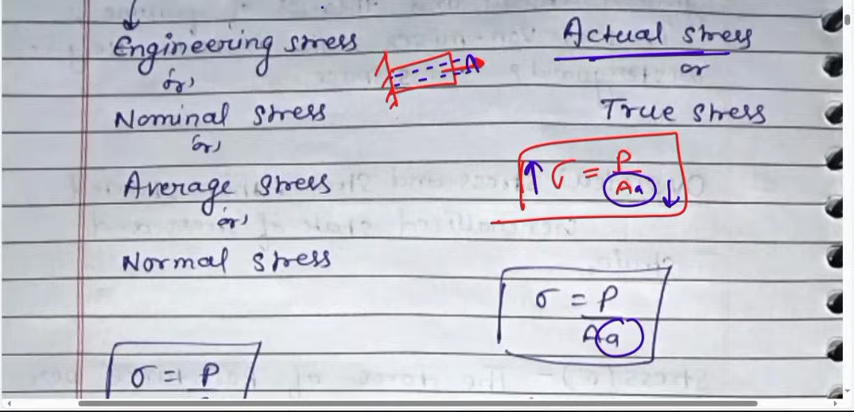 Engineering stress
or,
Nominal stress
or,
Average stress
or,
Normal stress
σ = P
A
Actual stress
or
True stress
↑ σ = P
Aa ↓
σ = P
Aa